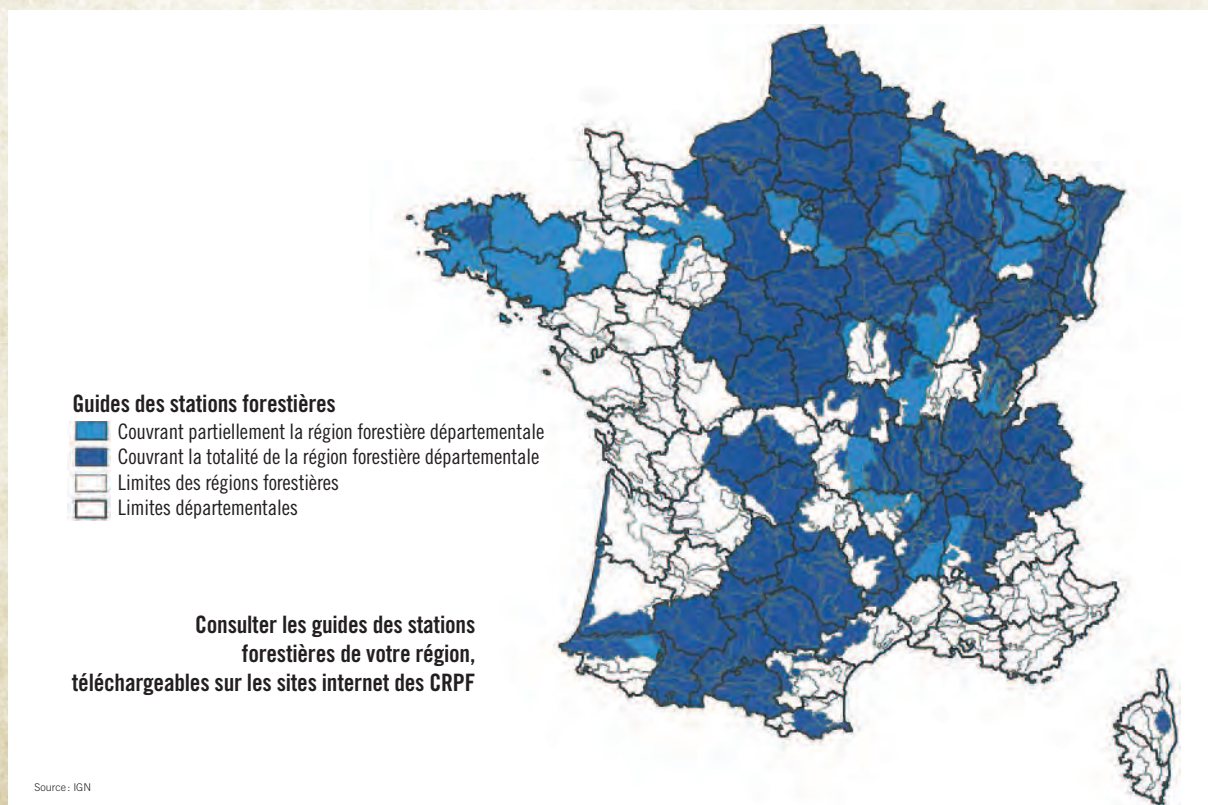 Guides des stations forestières
Couvrant partiellement la région forestière départementale
Couvrant la totalité de la région forestière départementale
Limites des régions forestières
Limites départementales
Consulter les guides des stations
forestières de votre région,
téléchargeables sur les sites internet des CRPF
Source: IGN